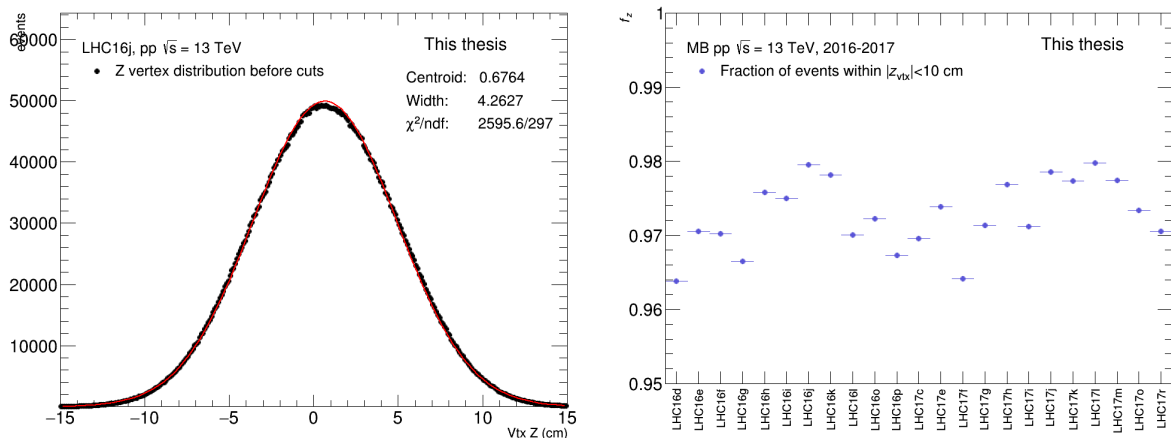 events
60000
50000
40000
30000
20000
10000
LHC16j, pp √s = 13 TeV
Z vertex distribution before cuts
This thesis
Centroid: 0.6764
Width: 4.2627
χ²/ndf: 2595.6/297
−15
−10
−5
0
5
10
15
Vtx Z (cm)
f_z
1
0.99
0.98
0.97
0.96
0.95
MB pp √s = 13 TeV, 2016-2017
Fraction of events within |z_vtx|<10 cm
This thesis
LHC16d
LHC16e
LHC16f
LHC16g
LHC16h
LHC16i
LHC16j
LHC16k
LHC16l
LHC16o
LHC16p
LHC17c
LHC17e
LHC17f
LHC17g
LHC17h
LHC17i
LHC17j
LHC17k
LHC17l
LHC17m
LHC17o
LHC17r